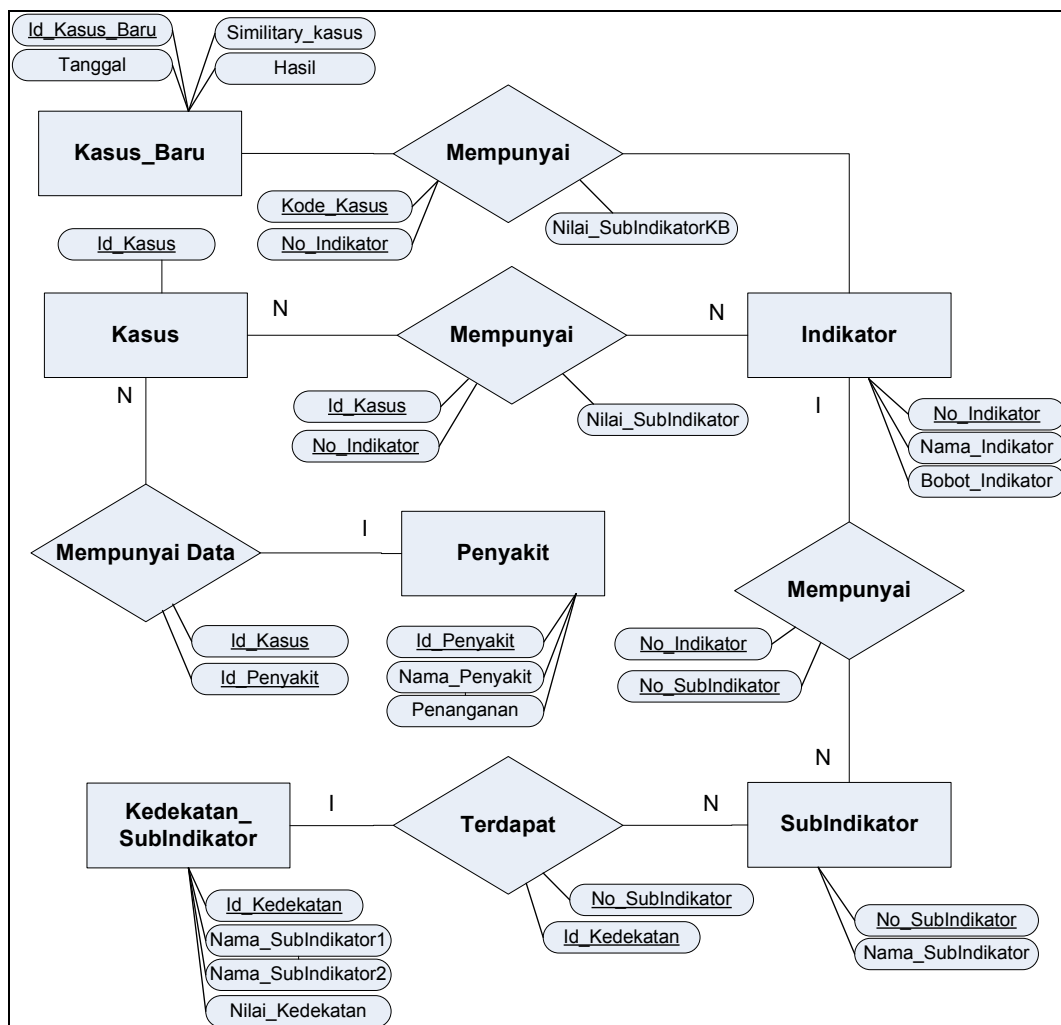 Id_Kasus_Baru
Similitary_kasus
Tanggal
Hasil
Kasus_Baru
Mempunyai
Kode_Kasus
Nilai_SubIndikatorKB
No_Indikator
Id_Kasus
Kasus
N
Mempunyai
N
Indikator
N
Id_Kasus
Nilai_SubIndikator
No_Indikator
I
No_Indikator
Nama_Indikator
Bobot_Indikator
Mempunyai Data
I
Penyakit
Mempunyai
Id_Kasus
Id_Penyakit
Id_Penyakit
Nama_Penyakit
Penanganan
No_Indikator
No_SubIndikator
N
Kedekatan_
SubIndikator
I
Terdapat
N
SubIndikator
No_SubIndikator
Id_Kedekatan
Id_Kedekatan
Nama_SubIndikator1
Nama_SubIndikator2
Nilai_Kedekatan
No_SubIndikator
Nama_SubIndikator